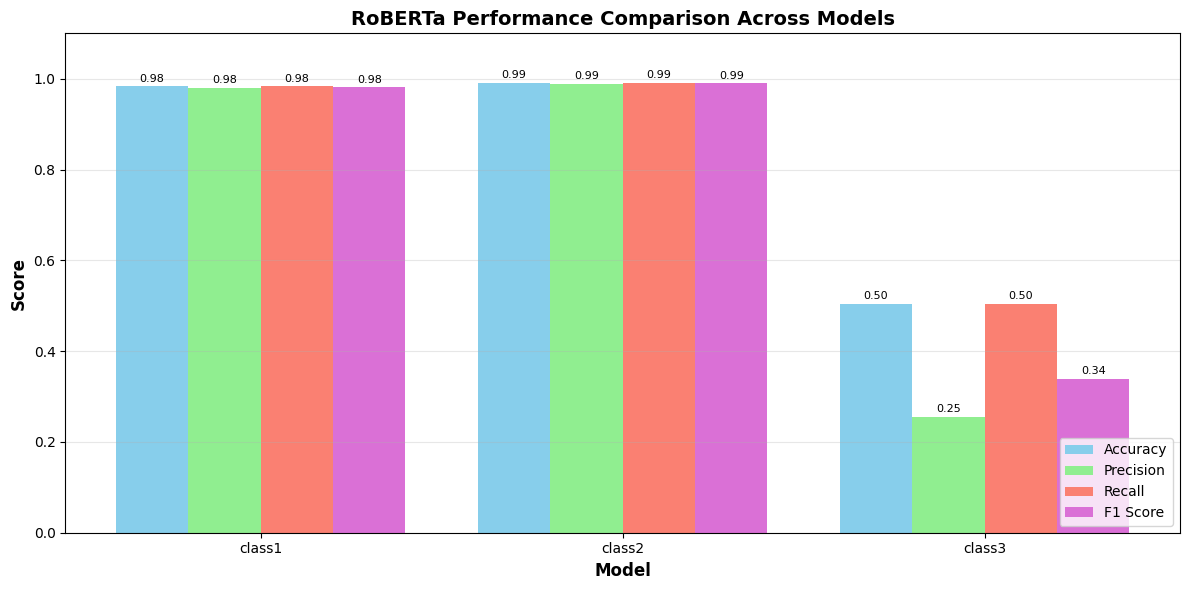 RoBERTa Performance Comparison Across Models
Score
1.0
0.8
0.6
0.4
0.2
0.0
0.98 0.98 0.98 0.98
0.99 0.99 0.99 0.99
0.50 0.25 0.50 0.34
Accuracy
Precision
Recall
F1 Score
class1 class2 class3
Model